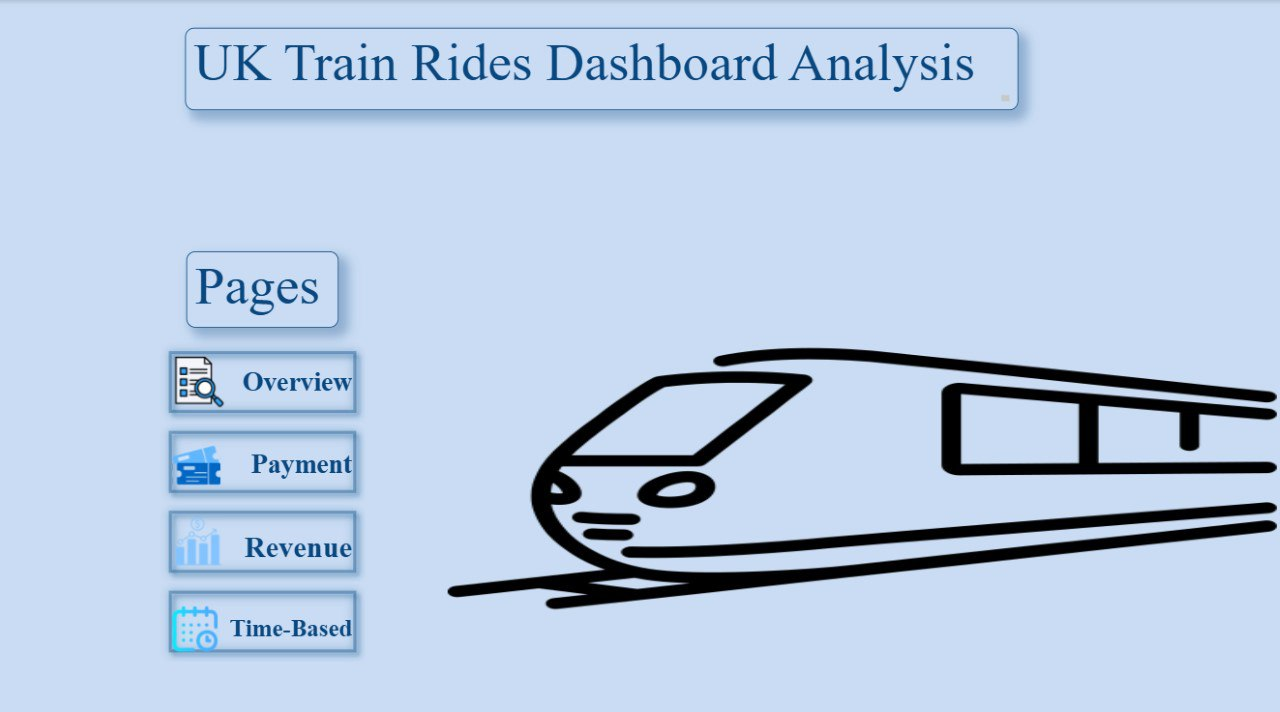 UK Train Rides Dashboard Analysis
Pages
Overview
Payment
Revenue
Time-Based